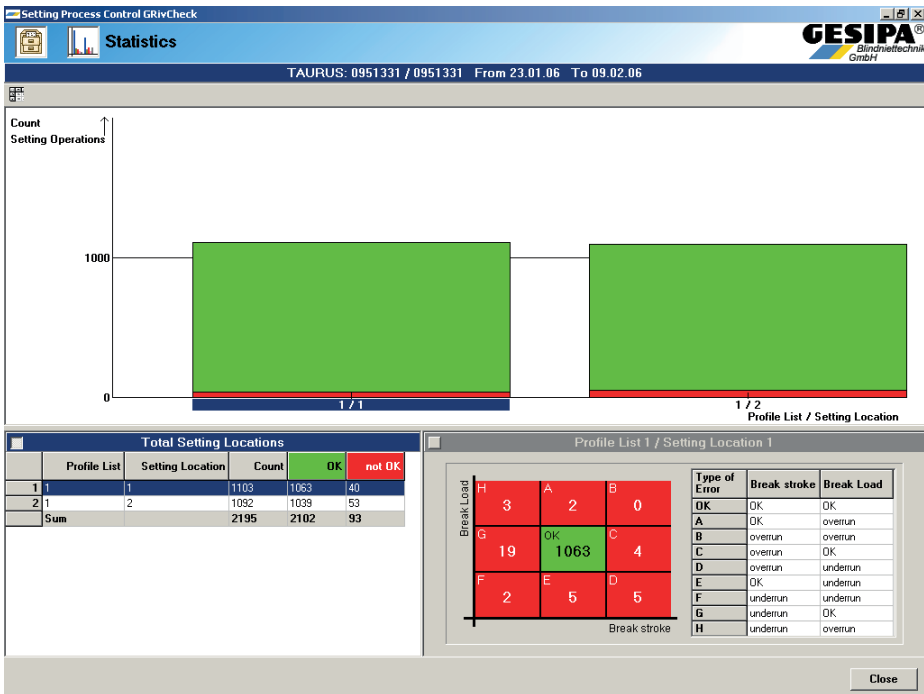 Setting Process Control GRivCheck
Statistics
GESIPA®
Blindniettechnik
GmbH
TAURUS: 0951331 / 0951331 From 23.01.06 To 09.02.06
Count
Setting Operations
1000
0
1 / 1
1 / 2
Profile List / Setting Location
Total Setting Locations
Profile List Setting Location Count OK not OK
1 1 1 1103 1063 40
2 1 2 1092 1039 53
Sum 2195 2102 93
Profile List 1 / Setting Location 1
Break Load
H A B
3 2 0
G OK C
19 1063 4
F E D
2 5 5
Break stroke
Type of
Error Break stroke Break Load
OK OK OK
A OK overrun
B overrun overrun
C overrun OK
D overrun underrun
E OK underrun
F underrun underrun
G underrun OK
H underrun overrun
Close